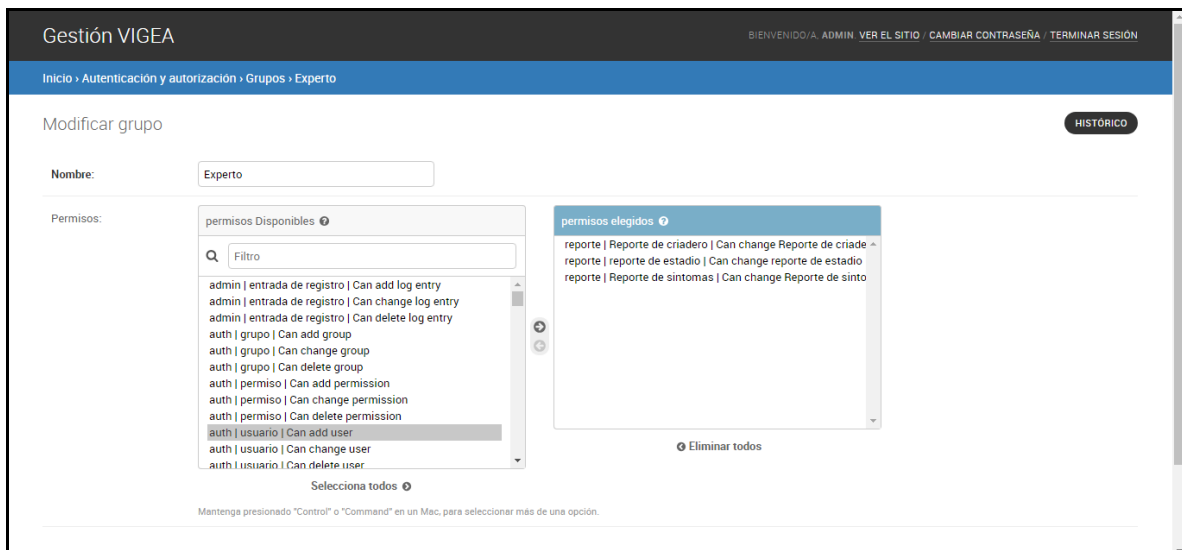 Gestión VIGEA
BIENVENIDO/A, ADMIN. VER EL SITIO / CAMBIAR CONTRASEÑA / TERMINAR SESIÓN
Inicio › Autenticación y autorización › Grupos › Experto
Modificar grupo
HISTÓRICO
Nombre:
Experto
Permisos:
permisos Disponibles
Filtro
admin | entrada de registro | Can add log entry
admin | entrada de registro | Can change log entry
admin | entrada de registro | Can delete log entry
auth | grupo | Can add group
auth | grupo | Can change group
auth | grupo | Can delete group
auth | permiso | Can add permission
auth | permiso | Can change permission
auth | permiso | Can delete permission
auth | usuario | Can add user
auth | usuario | Can change user
auth | usuario | Can delete user
Selecciona todos
permisos elegidos
reporte | Reporte de criadero | Can change Reporte de criade
reporte | reporte de estadio | Can change reporte de estadio
reporte | Reporte de sintomas | Can change Reporte de sinto
Eliminar todos
Mantenga presionado "Control" o "Command" en un Mac, para seleccionar más de una opción.